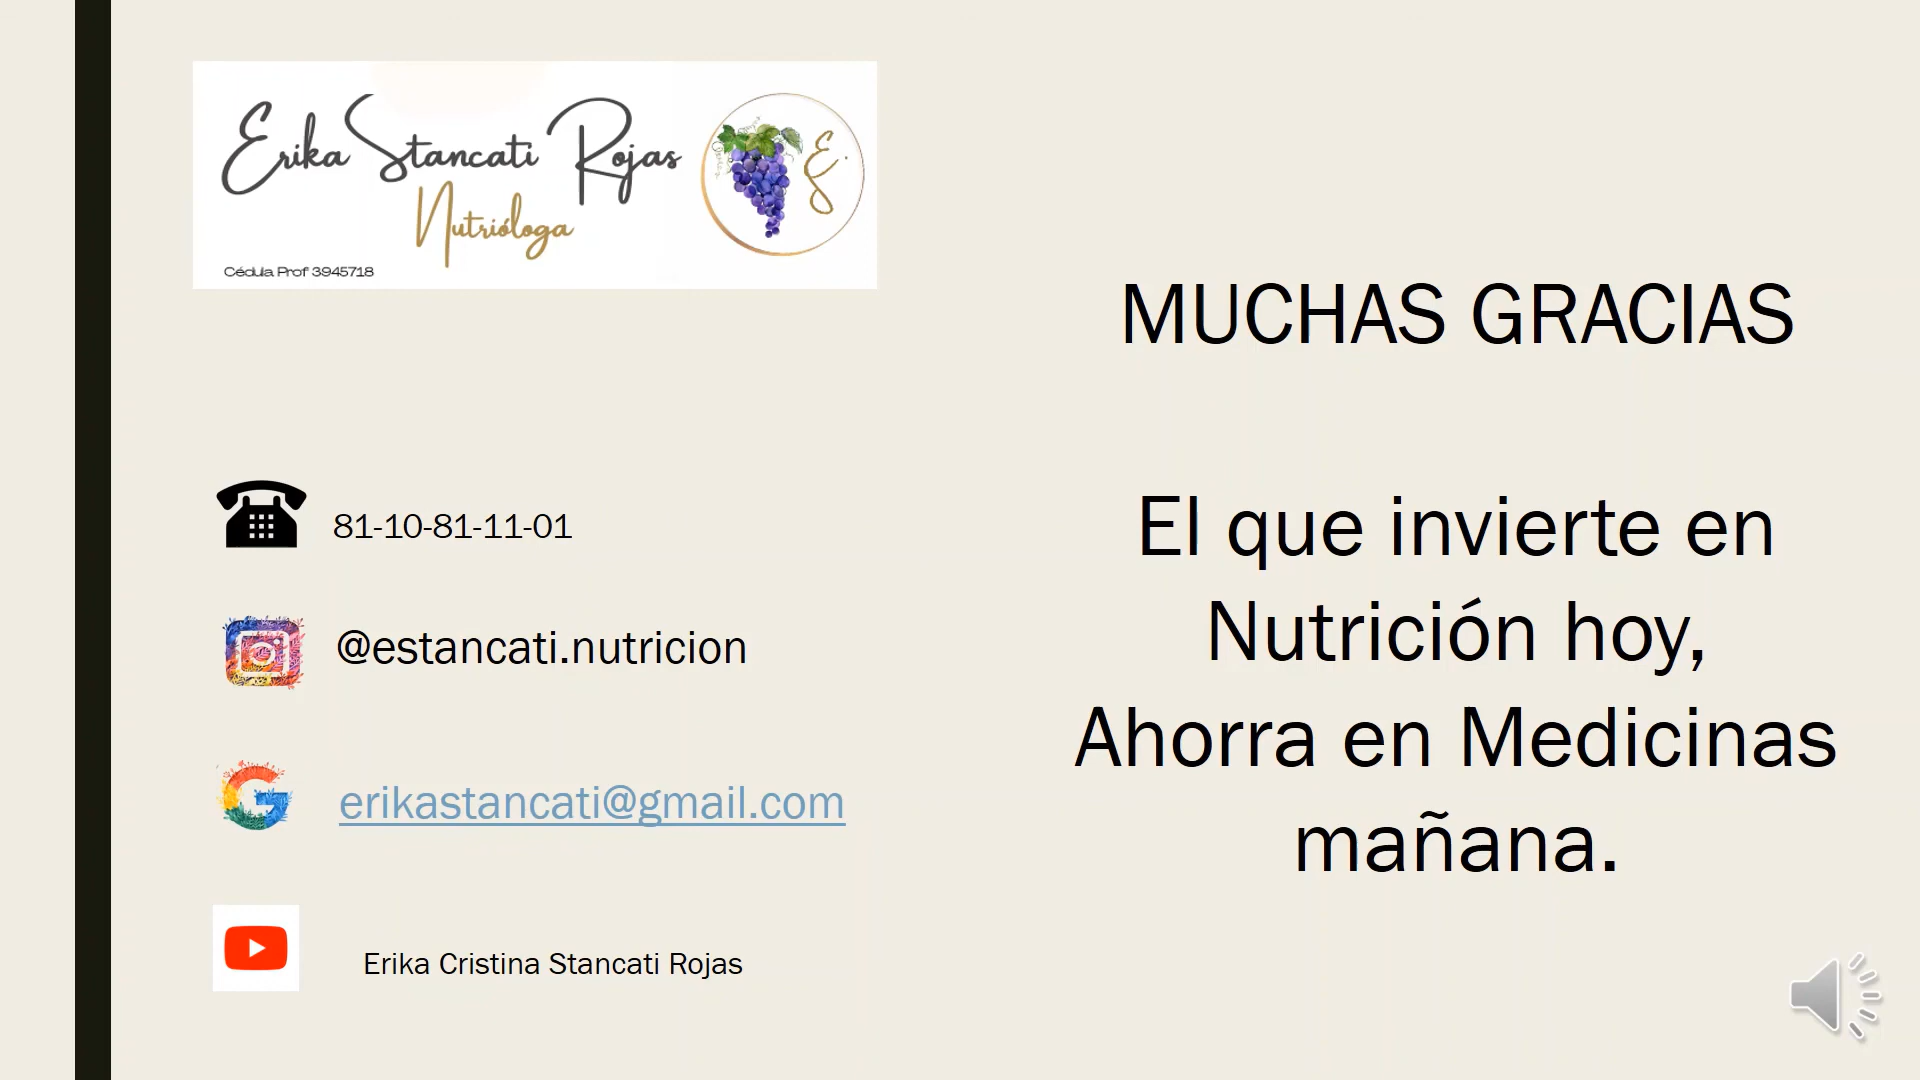 Erika Stancati Rojas
Nutrióloga
E.
Cédula Prof 3945718
MUCHAS GRACIAS
El que invierte en
Nutrición hoy,
Ahorra en Medicinas
mañana.
81-10-81-11-01
@estancati.nutricion
erikastancati@gmail.com
Erika Cristina Stancati Rojas